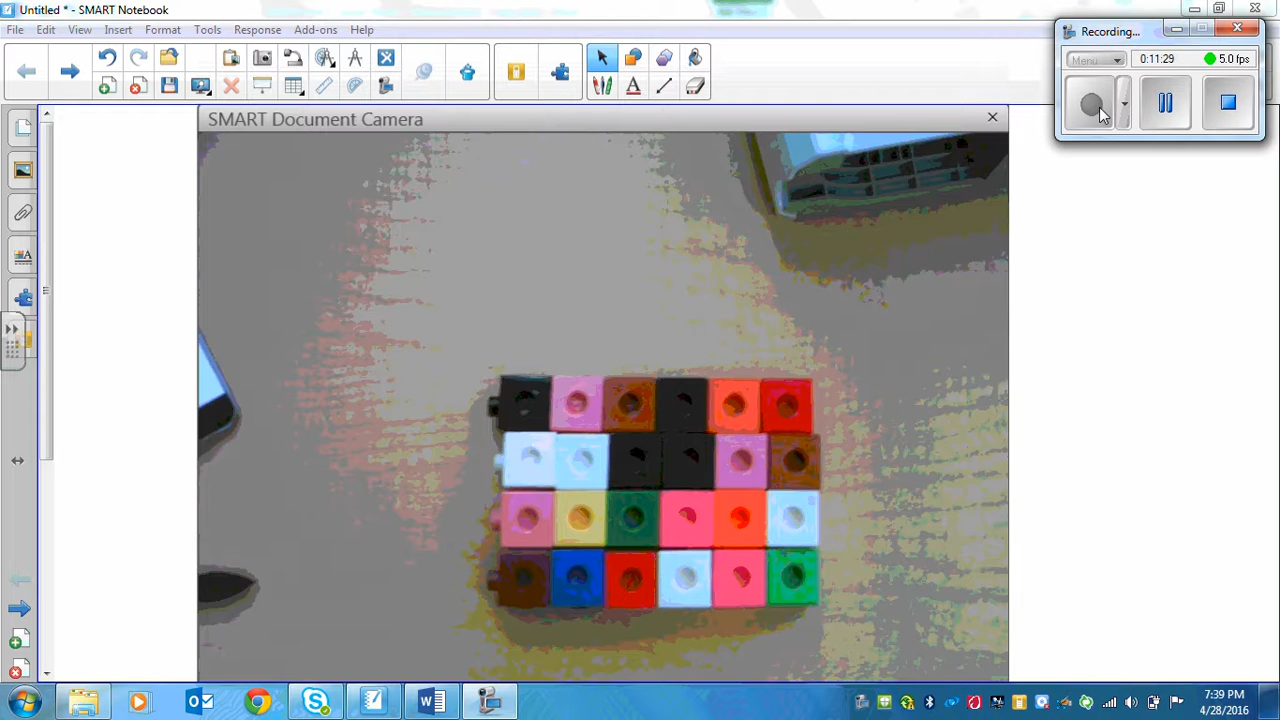 Untitled * - SMART Notebook
File Edit View Insert Format Tools Response Add-ons Help
Recording...
Menu 0:11:29 5.0 fps
SMART Document Camera
7:39 PM
4/28/2016